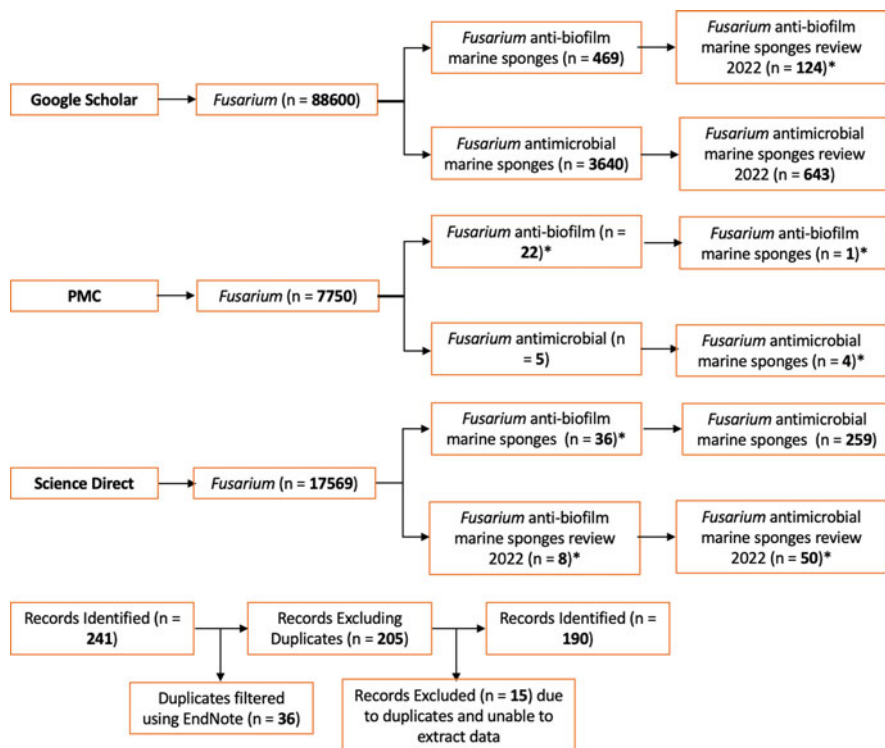 Fusarium anti-biofilm
marine sponges (n = 469)
Fusarium anti-biofilm
marine sponges review
2022 (n = 124)*
Google Scholar
Fusarium (n = 88600)
Fusarium antimicrobial
marine sponges (n = 3640)
Fusarium antimicrobial
marine sponges review
2022 (n = 643)
Fusarium anti-biofilm (n =
22)*
Fusarium anti-biofilm
marine sponges (n = 1)*
PMC
Fusarium (n = 7750)
Fusarium antimicrobial (n
= 5)
Fusarium antimicrobial
marine sponges (n = 4)*
Fusarium anti-biofilm
marine sponges (n = 36)*
Fusarium antimicrobial
marine sponges (n = 259)
Science Direct
Fusarium (n = 17569)
Fusarium anti-biofilm
marine sponges review
2022 (n = 8)*
Fusarium antimicrobial
marine sponges review
2022 (n = 50)*
Records Identified (n =
241)
Records Excluding
Duplicates (n = 205)
Records Identified (n =
190)
Duplicates filtered
using EndNote (n = 36)
Records Excluded (n = 15) due
to duplicates and unable to
extract data